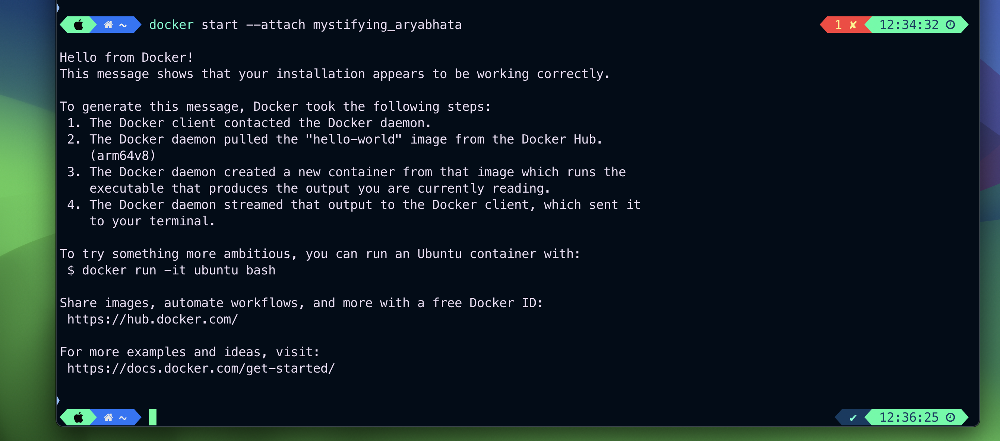 ~ docker start --attach mystifying_aryabhata 1 ✘ 12:34:32
Hello from Docker!
This message shows that your installation appears to be working correctly.
To generate this message, Docker took the following steps:
1. The Docker client contacted the Docker daemon.
2. The Docker daemon pulled the "hello-world" image from the Docker Hub.
(arm64v8)
3. The Docker daemon created a new container from that image which runs the
executable that produces the output you are currently reading.
4. The Docker daemon streamed that output to the Docker client, which sent it
to your terminal.
To try something more ambitious, you can run an Ubuntu container with:
$ docker run -it ubuntu bash
Share images, automate workflows, and more with a free Docker ID:
https://hub.docker.com/
For more examples and ideas, visit:
https://docs.docker.com/get-started/
~ ✔ 12:36:25